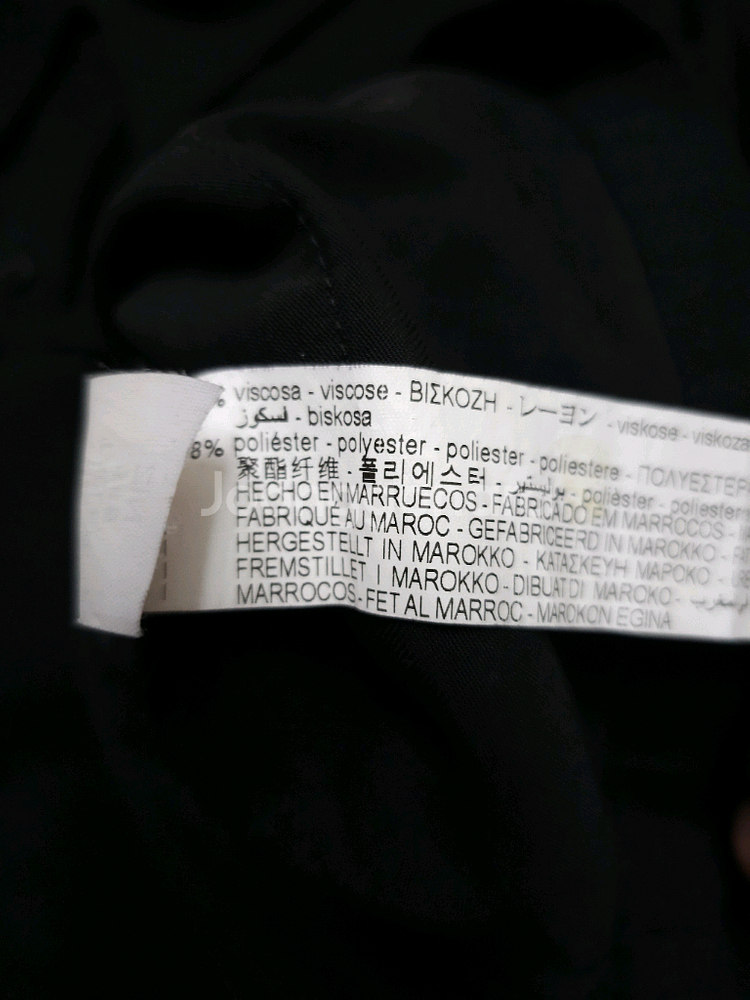 % viscosa - viscose - ΒΙΣΚΟΖΗ - レーヨン - viskose - viskoza
فسكوز - biskosa
8% poliéster - polyester - poliester - poliestere - ΠΟΛΥΕΣΤΕΡ
聚酯纤维 - 폴리에스터 - بوليستير - polièster - poliester
HECHO EN MARRUECOS - FABRICADO EM MARROCOS -
FABRIQUÉ AU MAROC - GEFABRICEERD IN MAROKKO -
HERGESTELLT IN MAROKKO - ΚΑΤΑΣΚΕΥΗ ΜΑΡΟΚΟ -
FREMSTILLET I MAROKKO - DIBUAT DI MAROKO -
MARROCOS - FET AL MARROC - MAROKON EGINA